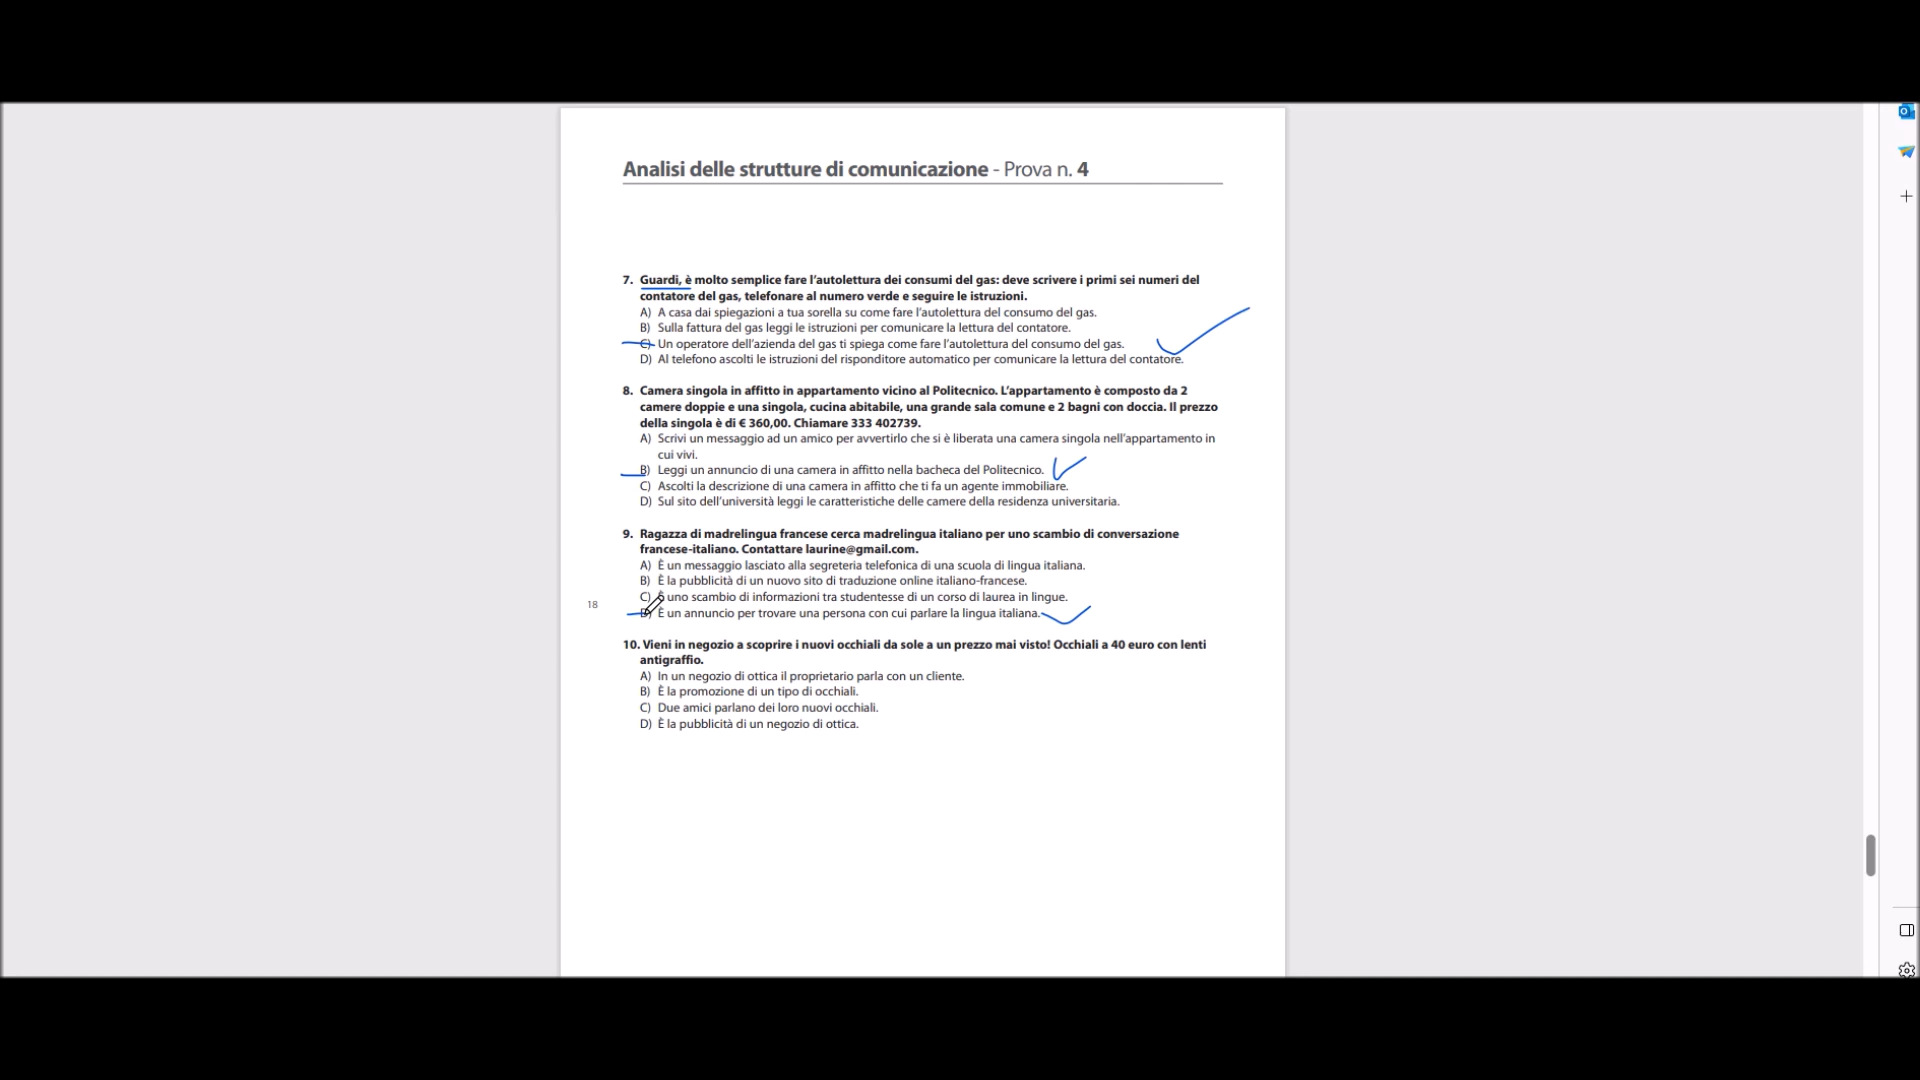 Analisi delle strutture di comunicazione - Prova n. 4
7. Guardi, è molto semplice fare l'autolettura dei consumi del gas: deve scrivere i primi sei numeri del
contatore del gas, telefonare al numero verde e seguire le istruzioni.
A) A casa dai spiegazioni a tua sorella su come fare l'autolettura del consumo del gas.
B) Sulla fattura del gas leggi le istruzioni per comunicare la lettura del contatore.
C) Un operatore dell'azienda del gas ti spiega come fare l'autolettura del consumo del gas.
D) Al telefono ascolti le istruzioni del risponditore automatico per comunicare la lettura del contatore.
8. Camera singola in affitto in appartamento vicino al Politecnico. L'appartamento è composto da 2
camere doppie e una singola, cucina abitabile, una grande sala comune e 2 bagni con doccia. Il prezzo
della singola è di € 360,00. Chiamare 333 402739.
A) Scrivi un messaggio ad un amico per avvertirlo che si è liberata una camera singola nell'appartamento in
cui vivi.
B) Leggi un annuncio di una camera in affitto nella bacheca del Politecnico.
C) Ascolti la descrizione di una camera in affitto che ti fa un agente immobiliare.
D) Sul sito dell'università leggi le caratteristiche delle camere della residenza universitaria.
9. Ragazza di madrelingua francese cerca madrelingua italiano per uno scambio di conversazione
francese-italiano. Contattare laurine@gmail.com.
A) È un messaggio lasciato alla segreteria telefonica di una scuola di lingua italiana.
B) È la pubblicità di un nuovo sito di traduzione online italiano-francese.
C) È uno scambio di informazioni tra studentesse di un corso di laurea in lingue.
D) È un annuncio per trovare una persona con cui parlare la lingua italiana.
18
10. Vieni in negozio a scoprire i nuovi occhiali da sole a un prezzo mai visto! Occhiali a 40 euro con lenti
antigraffio.
A) In un negozio di ottica il proprietario parla con un cliente.
B) È la promozione di un tipo di occhiali.
C) Due amici parlano dei loro nuovi occhiali.
D) È la pubblicità di un negozio di ottica.